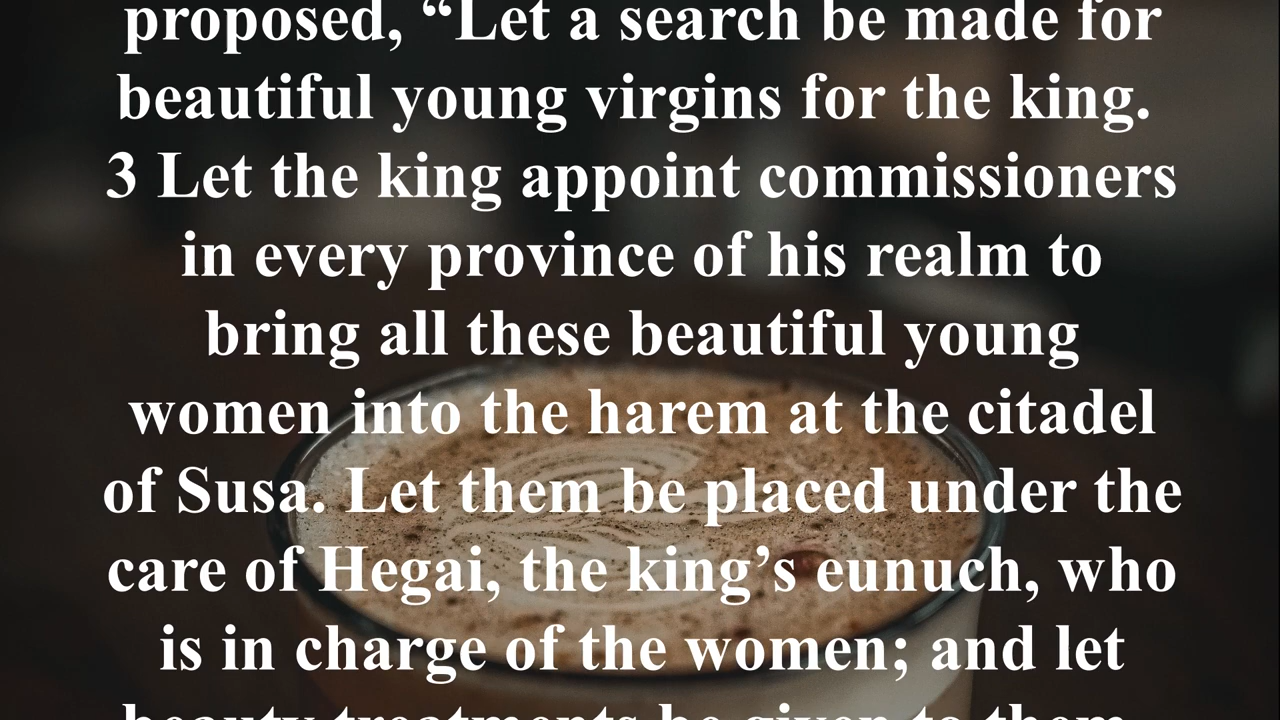 proposed, “Let a search be made for
beautiful young virgins for the king.
3 Let the king appoint commissioners
in every province of his realm to
bring all these beautiful young
women into the harem at the citadel
of Susa. Let them be placed under the
care of Hegai, the king’s eunuch, who
is in charge of the women; and let
beauty treatments be given to them.